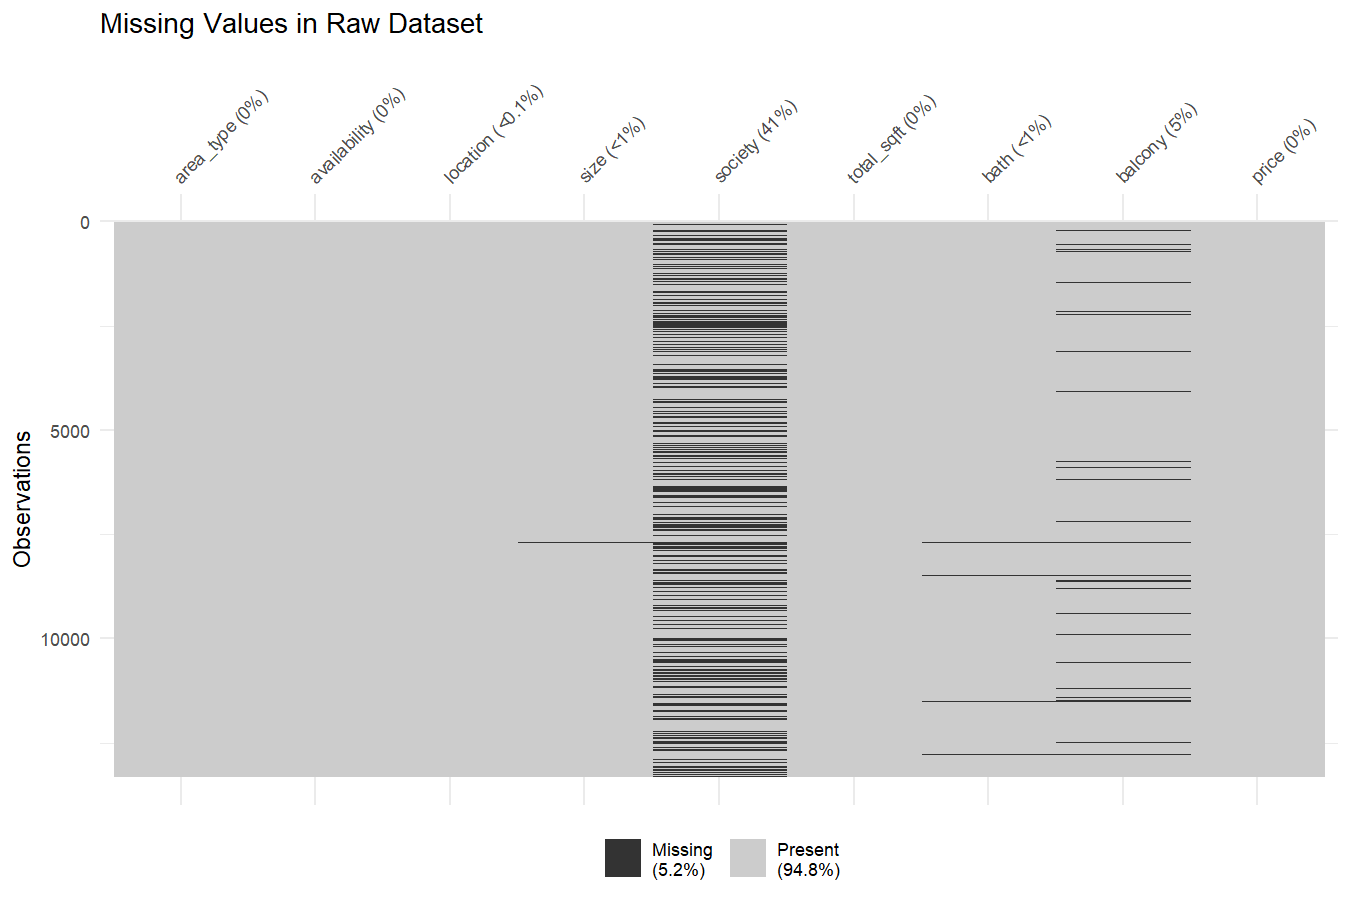 Missing Values in Raw Dataset
area_type (0%)
availability (0%)
location (<0.1%)
size (<1%)
society (41%)
total_sqft (0%)
bath (<1%)
balcony (5%)
price (0%)
0
5000
10000
Observations
Missing
(5.2%)
Present
(94.8%)